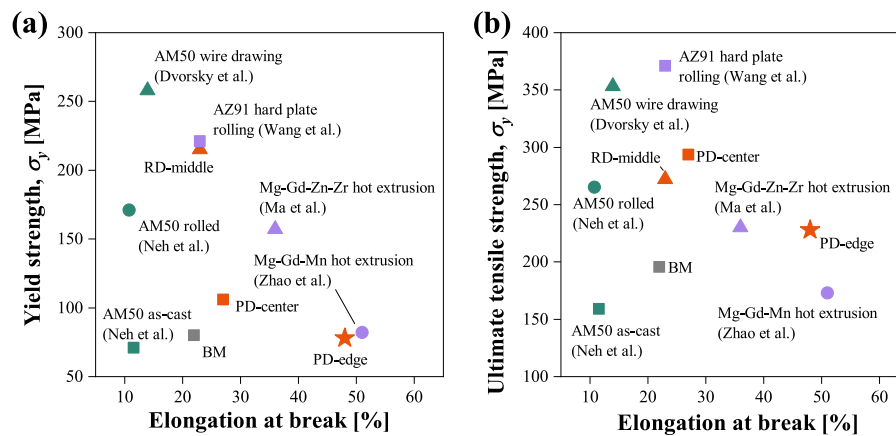 (a)
300
250
200
150
100
50
Yield strength, σy [MPa]
AM50 wire drawing
(Dvorsky et al.)
AZ91 hard plate
rolling (Wang et al.)
RD-middle
Mg-Gd-Zn-Zr hot extrusion
(Ma et al.)
AM50 rolled
(Neh et al.)
Mg-Gd-Mn hot extrusion
(Zhao et al.)
AM50 as-cast
(Neh et al.)
PD-center
BM
PD-edge
10 20 30 40 50 60
Elongation at break [%]
(b)
400
350
300
250
200
150
100
Ultimate tensile strength, σy [MPa]
AZ91 hard plate
rolling (Wang et al.)
AM50 wire drawing
(Dvorsky et al.)
RD-middle
PD-center
Mg-Gd-Zn-Zr hot extrusion
(Ma et al.)
AM50 rolled
(Neh et al.)
PD-edge
BM
AM50 as-cast
(Neh et al.)
Mg-Gd-Mn hot extrusion
(Zhao et al.)
10 20 30 40 50 60
Elongation at break [%]